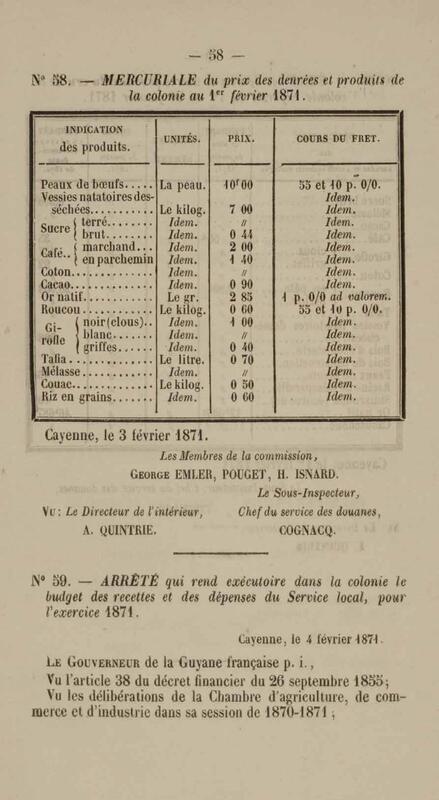 — 58 —
N° 58. — MERCURIALE du prix des denrées et produits de
la colonie au 1er février 1871.
INDICATION des produits. | UNITÉS. | PRIX. | COURS DU FRET.
Peaux de bœufs..... | La peau. | 10f 00 | 55 et 10 p. 0/0.
Vessies natatoires des- | Idem.
séchées........... | Le kilog. | 7 00 | Idem.
Sucre { terré........ | Idem. | // | Idem.
brut........ | Idem. | 0 44 | Idem.
Café.. { marchand... | Idem. | 2 00 | Idem.
en parchemin | Idem. | 1 40 | Idem.
Coton.............. | Idem. | // | Idem.
Cacao.............. | Idem. | 0 90 | Idem.
Or natif............ | Le gr. | 2 85 | 1 p. 0/0 ad valorem.
Roucou............ | Le kilog. | 0 60 | 55 et 10 p. 0/0.
Gi-rofle { noir(clous).. | Idem. | 1 00 | Idem.
blanc....... | Idem. | // | Idem.
griffes...... | Idem. | 0 40 | Idem.
Tafia.............. | Le litre. | 0 70 | Idem.
Mélasse............ | Idem. | // | Idem.
Couac.............. | Le kilog. | 0 50 | Idem.
Riz en grains....... | Idem. | 0 60 | Idem.
Cayenne, le 3 février 1871.
Les Membres de la commission,
GEORGE EMLER, POUGET, H. ISNARD.
Le Sous-Inspecteur,
Vu : Le Directeur de l'intérieur, Chef du service des douanes,
A. QUINTRIE. COGNACQ.
N° 59. — ARRÊTÉ qui rend exécutoire dans la colonie le
budget des recettes et des dépenses du Service local, pour
l'exercice 1871.
Cayenne, le 4 février 1871.
LE GOUVERNEUR de la Guyane française p. i.,
Vu l'article 38 du décret financier du 26 septembre 1855;
Vu les délibérations de la Chambre d'agriculture, de com-
merce et d'industrie dans sa session de 1870-1871 ;